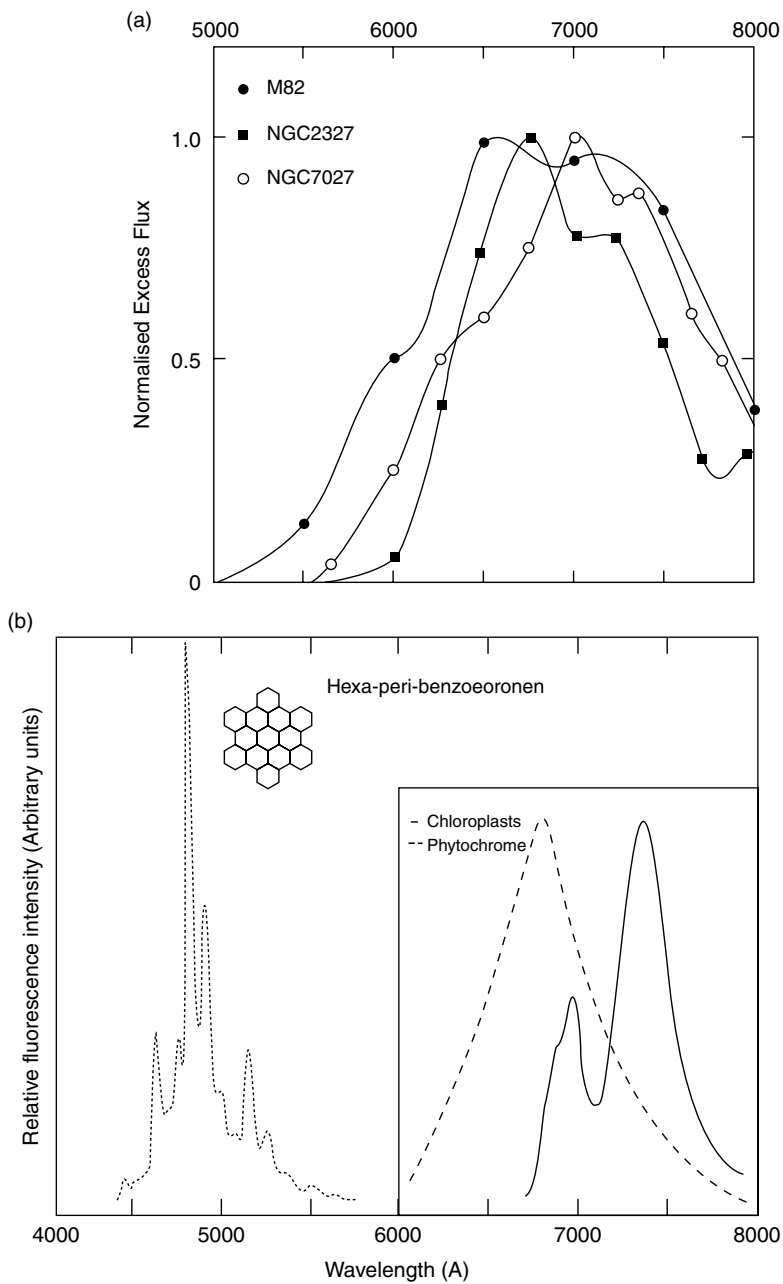 (a)
5000 6000 7000 8000
M82
NGC2327
NGC7027
1.0
0.5
0
Normalised Excess Flux
(b)
Hexa-peri-benzoeoronen
Chloroplasts
Phytochrome
Relative fluorescence intensity (Arbitrary units)
4000 5000 6000 7000 8000
Wavelength (A)